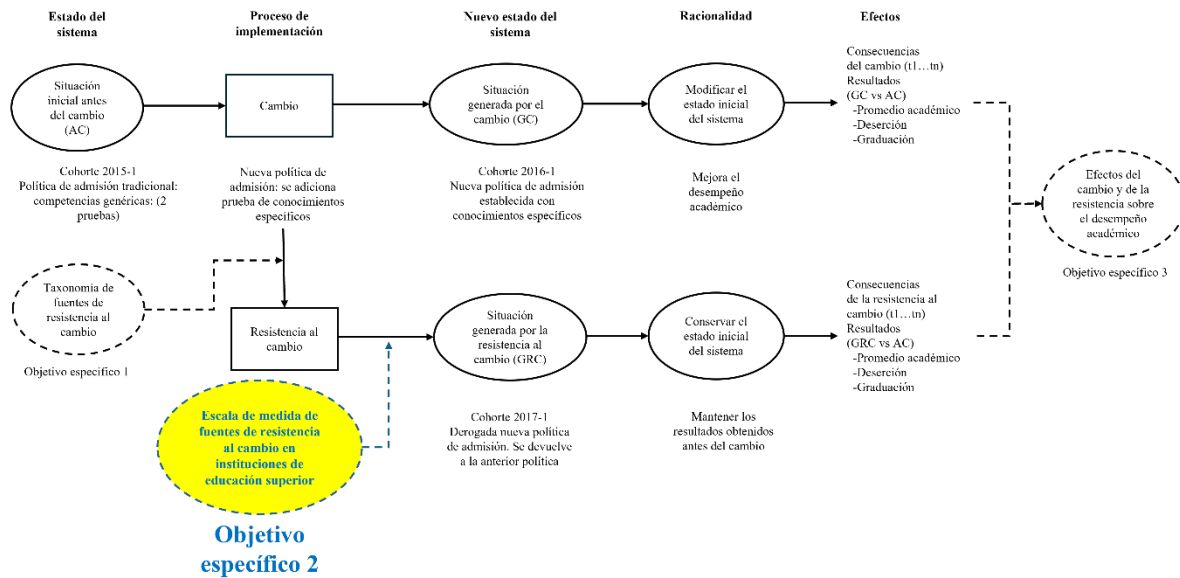 Estado del
sistema
Proceso de
implementación
Nuevo estado del
sistema
Racionalidad
Efectos
Situación
inicial antes
del cambio
(AC)
Cambio
Situación
generada por el
cambio (GC)
Modificar el
estado inicial
del sistema
Consecuencias
del cambio (t1…tn)
Resultados
(GC vs AC)
-Promedio académico
-Deserción
-Graduación
Cohorte 2015-1
Política de admisión tradicional:
competencias genéricas: (2
pruebas)
Nueva política de
admisión: se adiciona
prueba de conocimientos
específicos
Cohorte 2016-1
Nueva política de admisión
establecida con
conocimientos específicos
Mejora el
desempeño
académico
Efectos del
cambio y de la
resistencia sobre
el desempeño
académico
Objetivo específico 3
Taxonomía de
fuentes de
resistencia al
cambio
Objetivo específico 1
Resistencia al
cambio
Situación
generada por la
resistencia al
cambio (GRC)
Conservar el
estado inicial
del sistema
Consecuencias
de la resistencia al
cambio (t1…tn)
Resultados
(GRC vs AC)
-Promedio académico
-Deserción
-Graduación
Escala de medida de
fuentes de resistencia
al cambio en
instituciones de
educación superior
Cohorte 2017-1
Derogada nueva política
de admisión. Se devuelve
a la anterior política
Mantener los
resultados obtenidos
antes del cambio
Objetivo
específico 2